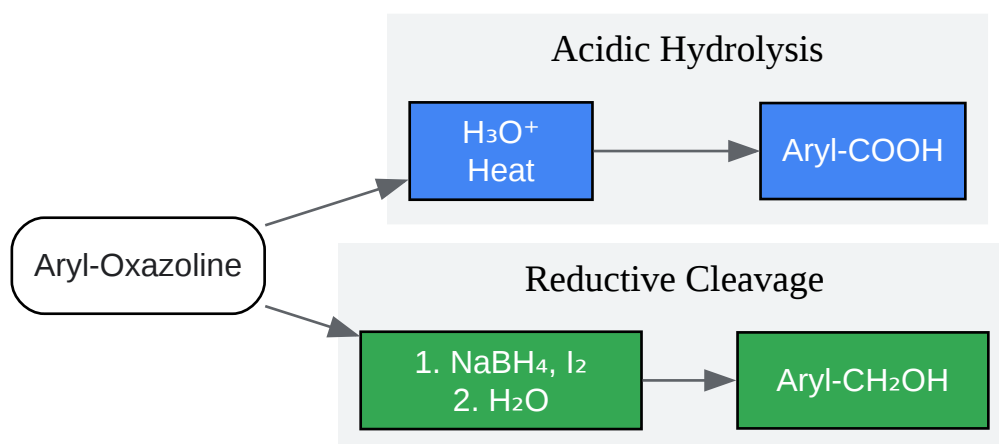 Acidic Hydrolysis
H₃O⁺
Heat
Aryl-COOH
Aryl-Oxazoline
Reductive Cleavage
1. NaBH₄, I₂
2. H₂O
Aryl-CH₂OH